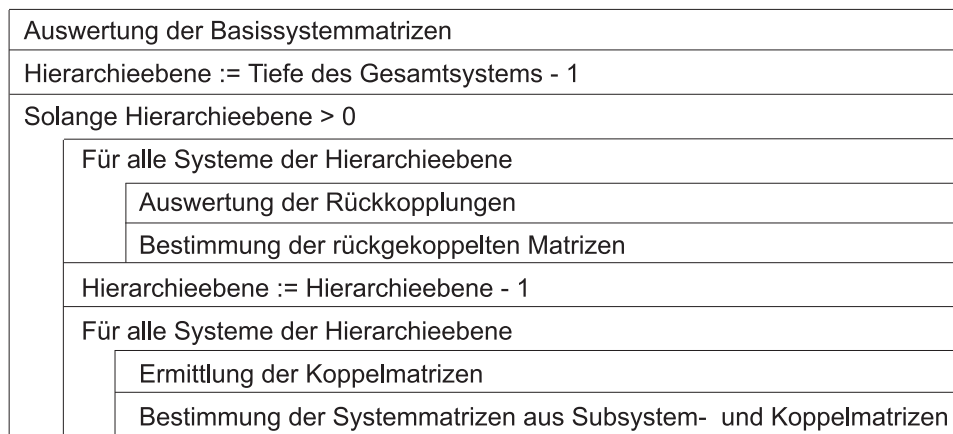 Auswertung der Basissystemmatrizen
Hierarchieebene := Tiefe des Gesamtsystems - 1
Solange Hierarchieebene > 0
Für alle Systeme der Hierarchieebene
Auswertung der Rückkopplungen
Bestimmung der rückgekoppelten Matrizen
Hierarchieebene := Hierarchieebene - 1
Für alle Systeme der Hierarchieebene
Ermittlung der Koppelmatrizen
Bestimmung der Systemmatrizen aus Subsystem- und Koppelmatrizen